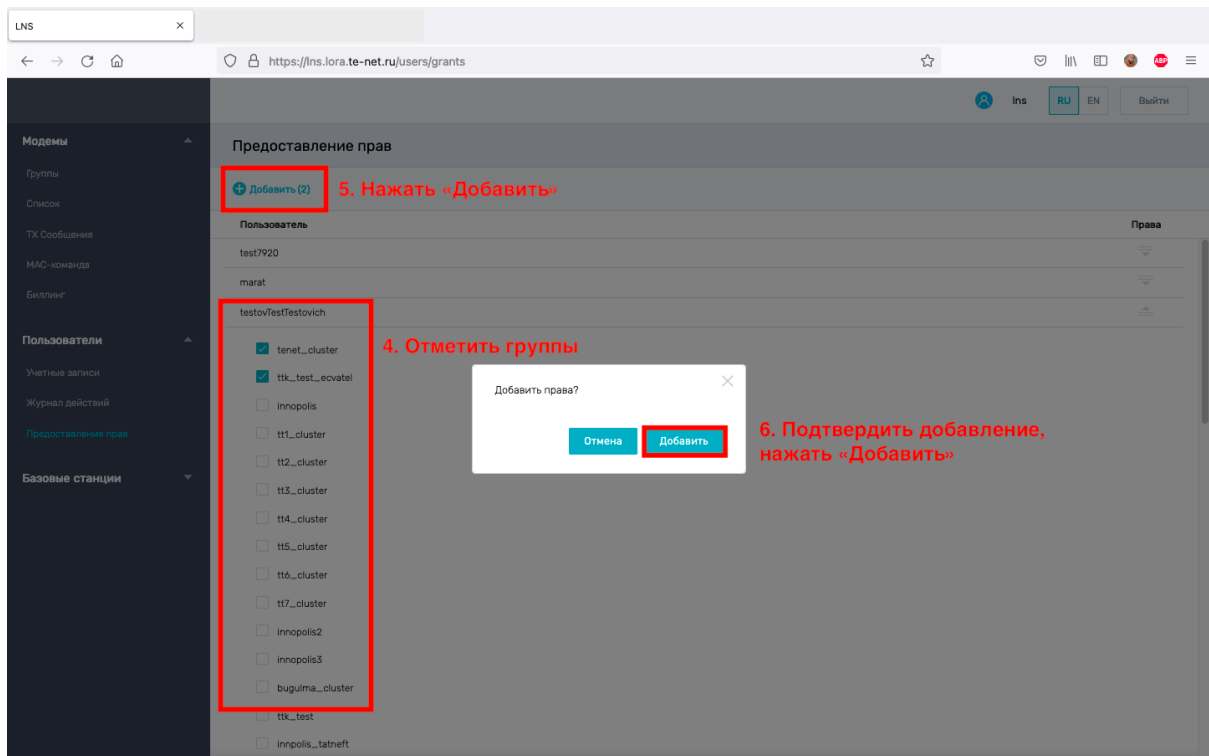 LNS
https://lns.lora.te-net.ru/users/grants
ABP
lns RU EN Выйти
Модемы
Группы
Список
TX Сообщения
MAC-команда
Биллинг
Пользователи
Учетные записи
Журнал действий
Предоставление прав
Базовые станции
Предоставление прав
Добавить (2)
5. Нажать «Добавить»
Пользователь Права
test7920
marat
testovTestTestovich
4. Отметить группы
tenet_cluster
ttk_test_ecvatel
innopolis
tt1_cluster
tt2_cluster
tt3_cluster
tt4_cluster
tt5_cluster
tt6_cluster
tt7_cluster
innopolis2
innopolis3
bugulma_cluster
ttk_test
innpolis_tatneft
Добавить права?
Отмена Добавить
6. Подтвердить добавление,
нажать «Добавить»